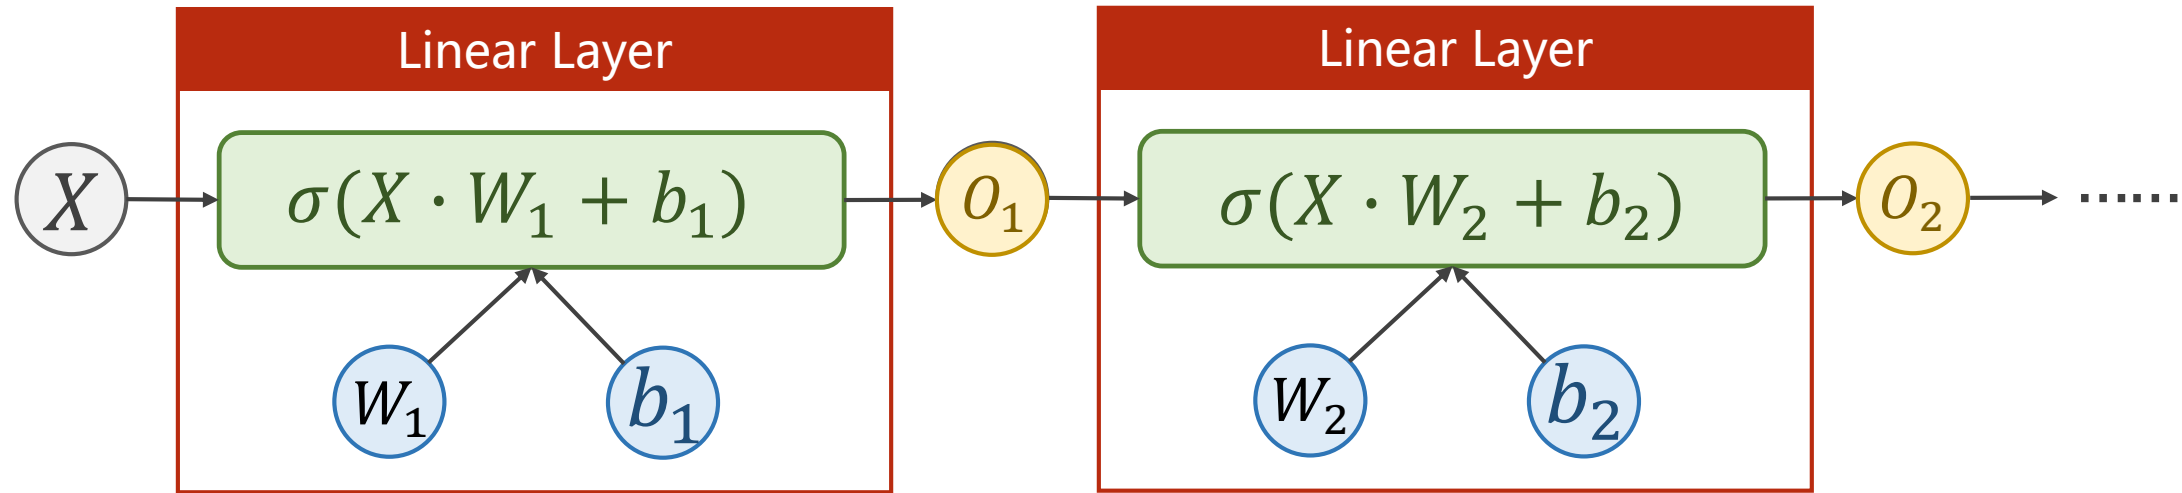 Linear Layer
Linear Layer
X
σ(X · W₁ + b₁)
O₁
σ(X · W₂ + b₂)
O₂
······
W₁
b₁
W₂
b₂